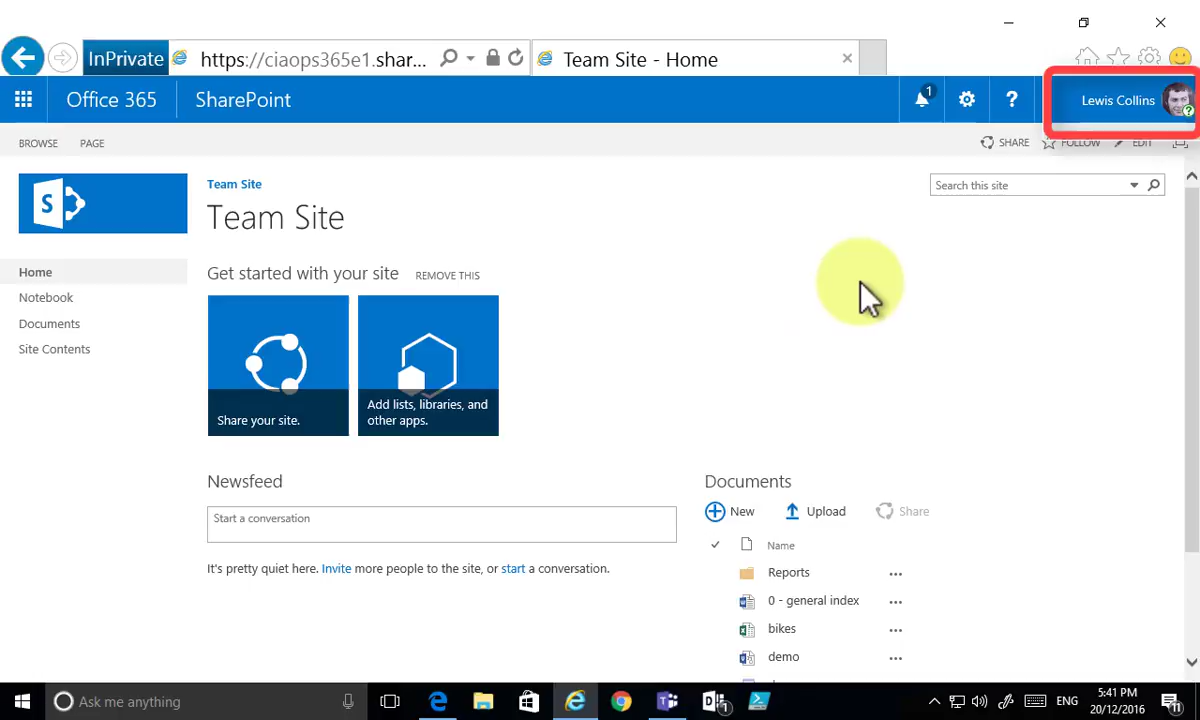 InPrivate https://ciaops365e1.shar... Team Site - Home
Office 365 SharePoint 1 ? Lewis Collins
BROWSE PAGE SHARE FOLLOW EDIT
S
Team Site
Search this site
Team Site
Get started with your site REMOVE THIS
Home
Notebook
Documents
Site Contents
Share your site.
Add lists, libraries, and
other apps.
Newsfeed
Start a conversation
It's pretty quiet here. Invite more people to the site, or start a conversation.
Documents
New Upload Share
Name
Reports ...
0 - general index ...
bikes ...
demo ...
Ask me anything
ENG
5:41 PM
20/12/2016
11